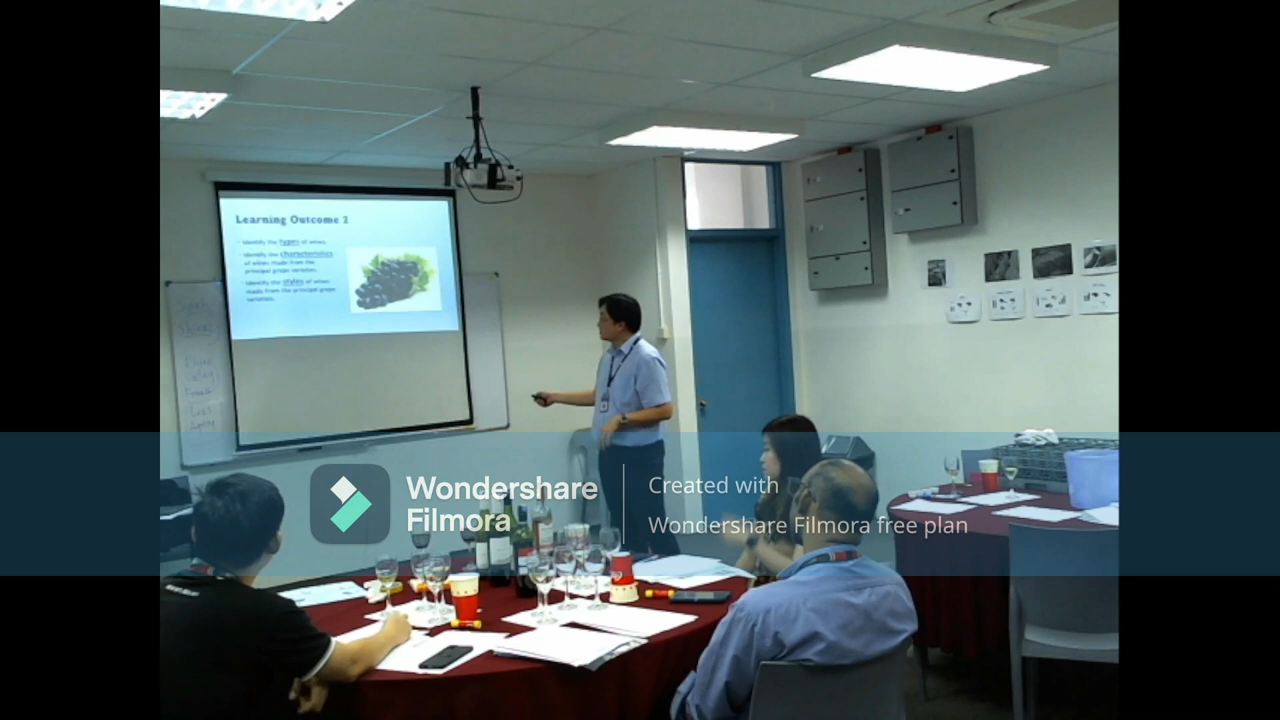 Learning Outcome 2
Identify the types of wines.
Identify the characteristics
of wines made from the
principal grape varieties.
Identify the styles of wines
made from the principal grape
varieties.
Wondershare
Filmora
Created with
Wondershare Filmora free plan